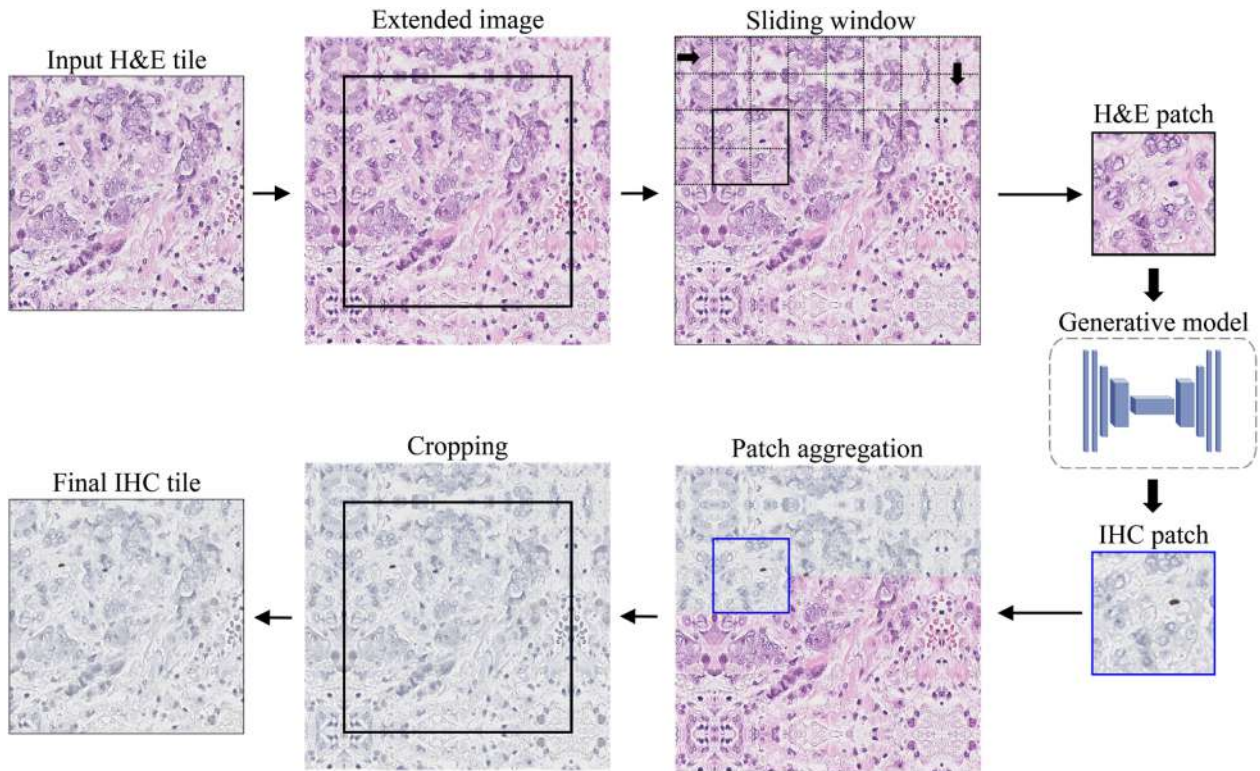 Input H&E tile
Extended image
Sliding window
H&E patch
Generative model
IHC patch
Patch aggregation
Cropping
Final IHC tile